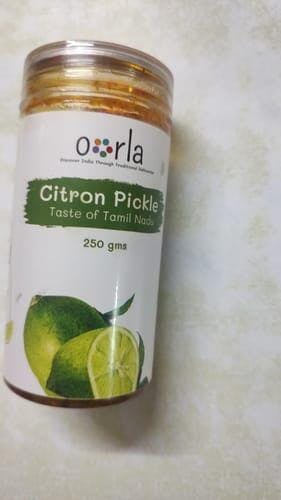 oorla
Discover India Through Traditional Delicacies
Citron Pickle
Taste of Tamil Nadu
250 gms